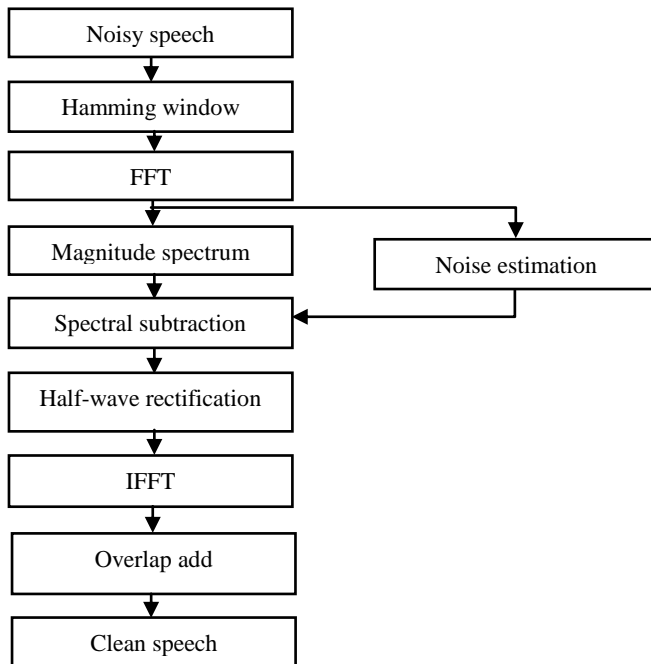 Noisy speech
Hamming window
FFT
Magnitude spectrum
Noise estimation
Spectral subtraction
Half-wave rectification
IFFT
Overlap add
Clean speech